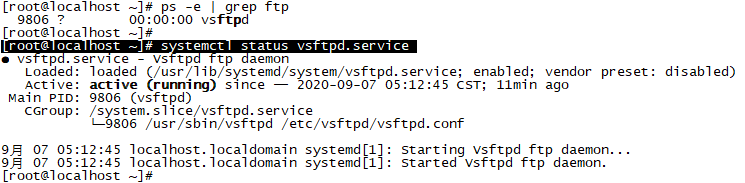 [root@localhost ~]# ps -e | grep ftp
9806 ?        00:00:00 vsftpd
[root@localhost ~]#
[root@localhost ~]# systemctl status vsftpd.service
● vsftpd.service - Vsftpd ftp daemon
Loaded: loaded (/usr/lib/systemd/system/vsftpd.service; enabled; vendor preset: disabled)
Active: active (running) since 一 2020-09-07 05:12:45 CST; 11min ago
Main PID: 9806 (vsftpd)
CGroup: /system.slice/vsftpd.service
└─9806 /usr/sbin/vsftpd /etc/vsftpd/vsftpd.conf

9月 07 05:12:45 localhost.localdomain systemd[1]: Starting Vsftpd ftp daemon...
9月 07 05:12:45 localhost.localdomain systemd[1]: Started Vsftpd ftp daemon.
[root@localhost ~]#